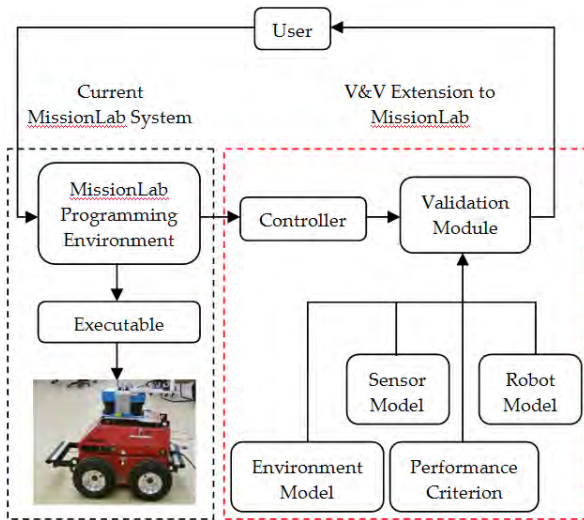 User
Current
MissionLab System
V&V Extension to
MissionLab
MissionLab
Programming
Environment
Controller
Validation
Module
Executable
Sensor
Model
Robot
Model
Environment
Model
Performance
Criterion